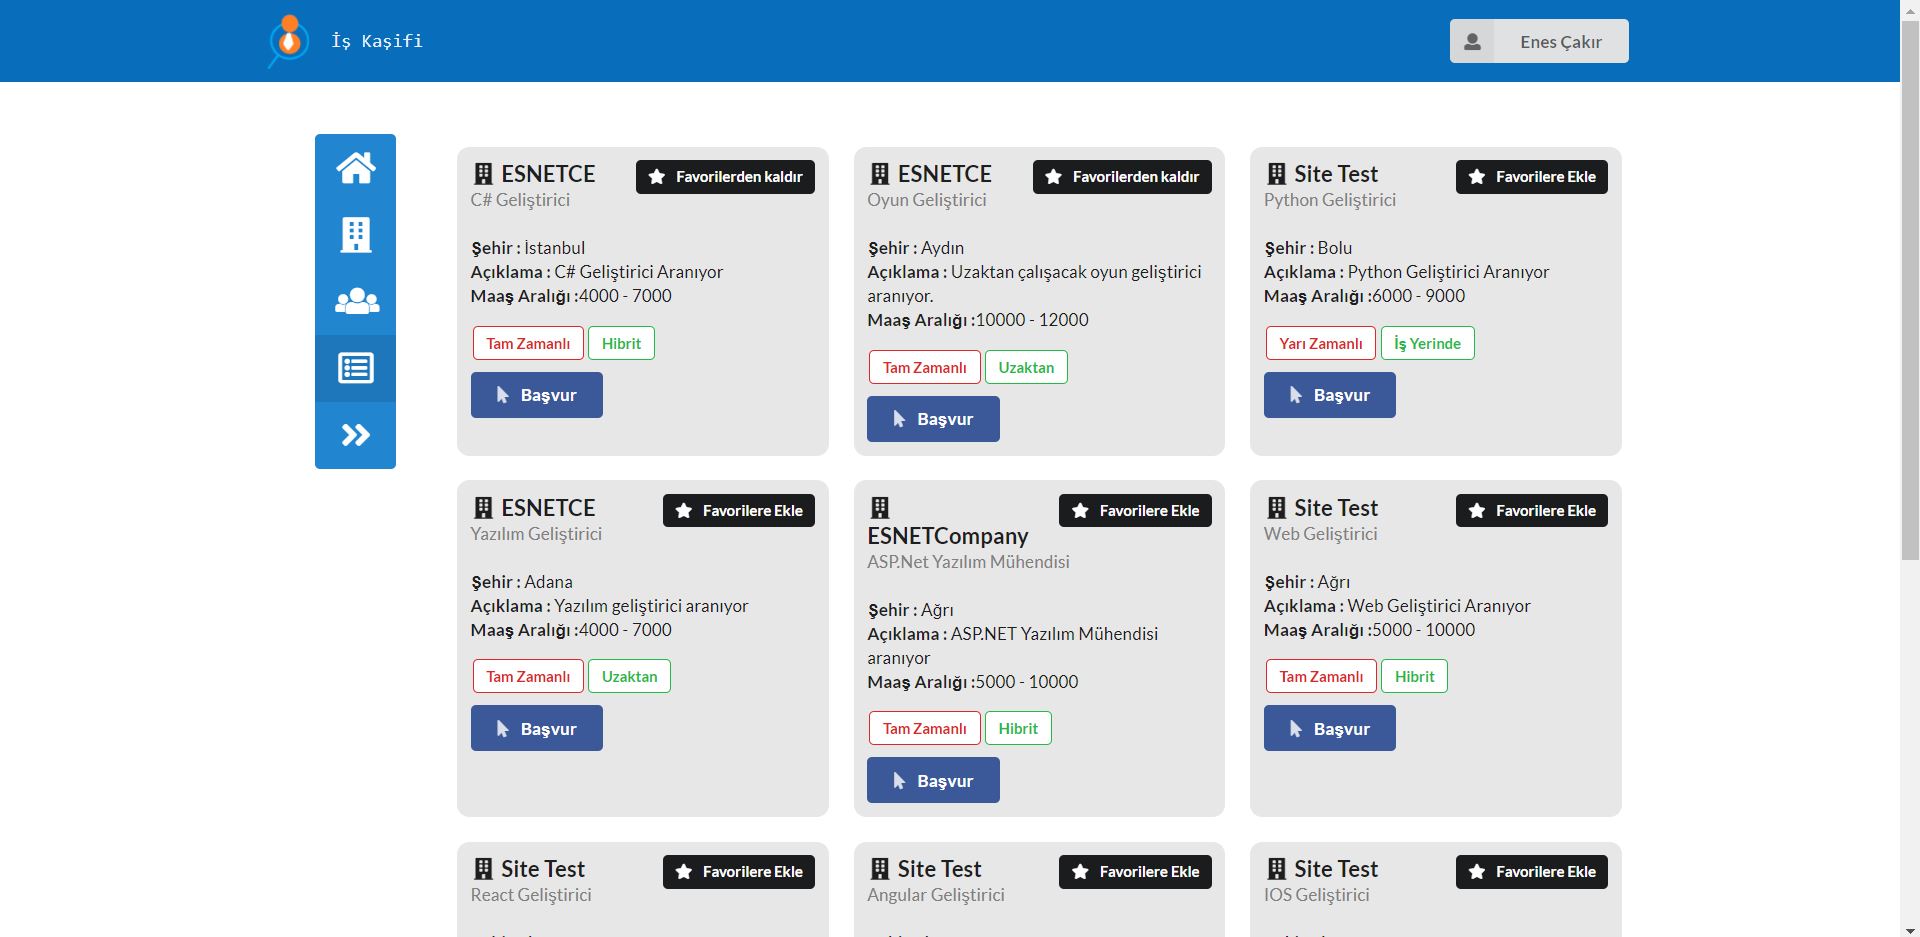 İş Kaşifi
Enes Çakır
ESNETCE
Favorilerden kaldır
C# Geliştirici
Şehir : İstanbul
Açıklama : C# Geliştirici Aranıyor
Maaş Aralığı :4000 - 7000
Tam Zamanlı Hibrit
Başvur
ESNETCE
Favorilerden kaldır
Oyun Geliştirici
Şehir : Aydın
Açıklama : Uzaktan çalışacak oyun geliştirici
aranıyor.
Maaş Aralığı :10000 - 12000
Tam Zamanlı Uzaktan
Başvur
Site Test
Favorilere Ekle
Python Geliştirici
Şehir : Bolu
Açıklama : Python Geliştirici Aranıyor
Maaş Aralığı :6000 - 9000
Yarı Zamanlı İş Yerinde
Başvur
ESNETCE
Favorilere Ekle
Yazılım Geliştirici
Şehir : Adana
Açıklama : Yazılım geliştirici aranıyor
Maaş Aralığı :4000 - 7000
Tam Zamanlı Uzaktan
Başvur
Favorilere Ekle
ESNETCompany
ASP.Net Yazılım Mühendisi
Şehir : Ağrı
Açıklama : ASP.NET Yazılım Mühendisi
aranıyor
Maaş Aralığı :5000 - 10000
Tam Zamanlı Hibrit
Başvur
Site Test
Favorilere Ekle
Web Geliştirici
Şehir : Ağrı
Açıklama : Web Geliştirici Aranıyor
Maaş Aralığı :5000 - 10000
Tam Zamanlı Hibrit
Başvur
Site Test
Favorilere Ekle
React Geliştirici
Site Test
Favorilere Ekle
Angular Geliştirici
Site Test
Favorilere Ekle
IOS Geliştirici